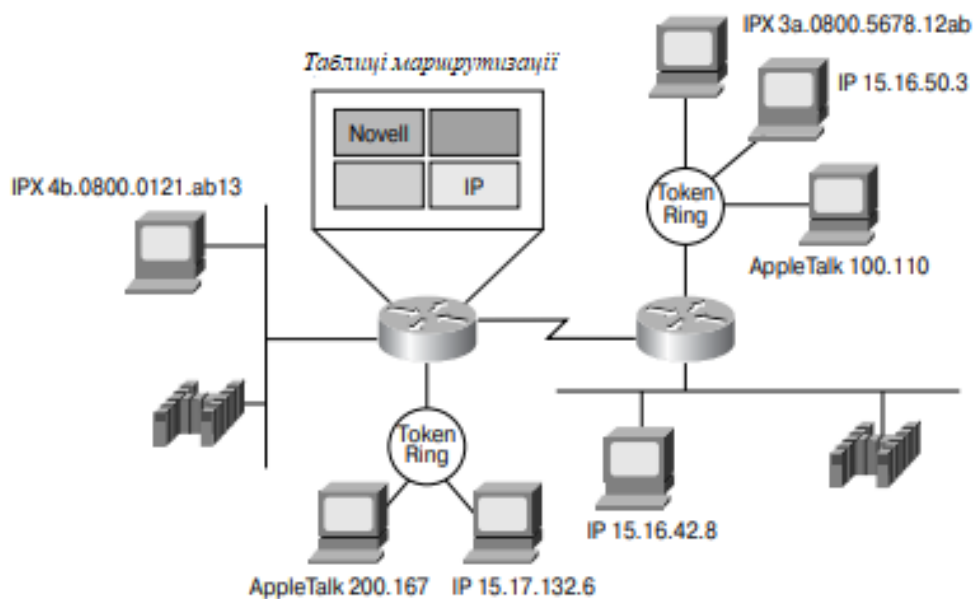 IPX 3a.0800.5678.12ab
Таблиці маршрутизації
IP 15.16.50.3
Novell
IP
IPX 4b.0800.0121.ab13
Token
Ring
AppleTalk 100.110
Token
Ring
IP 15.16.42.8
AppleTalk 200.167
IP 15.17.132.6